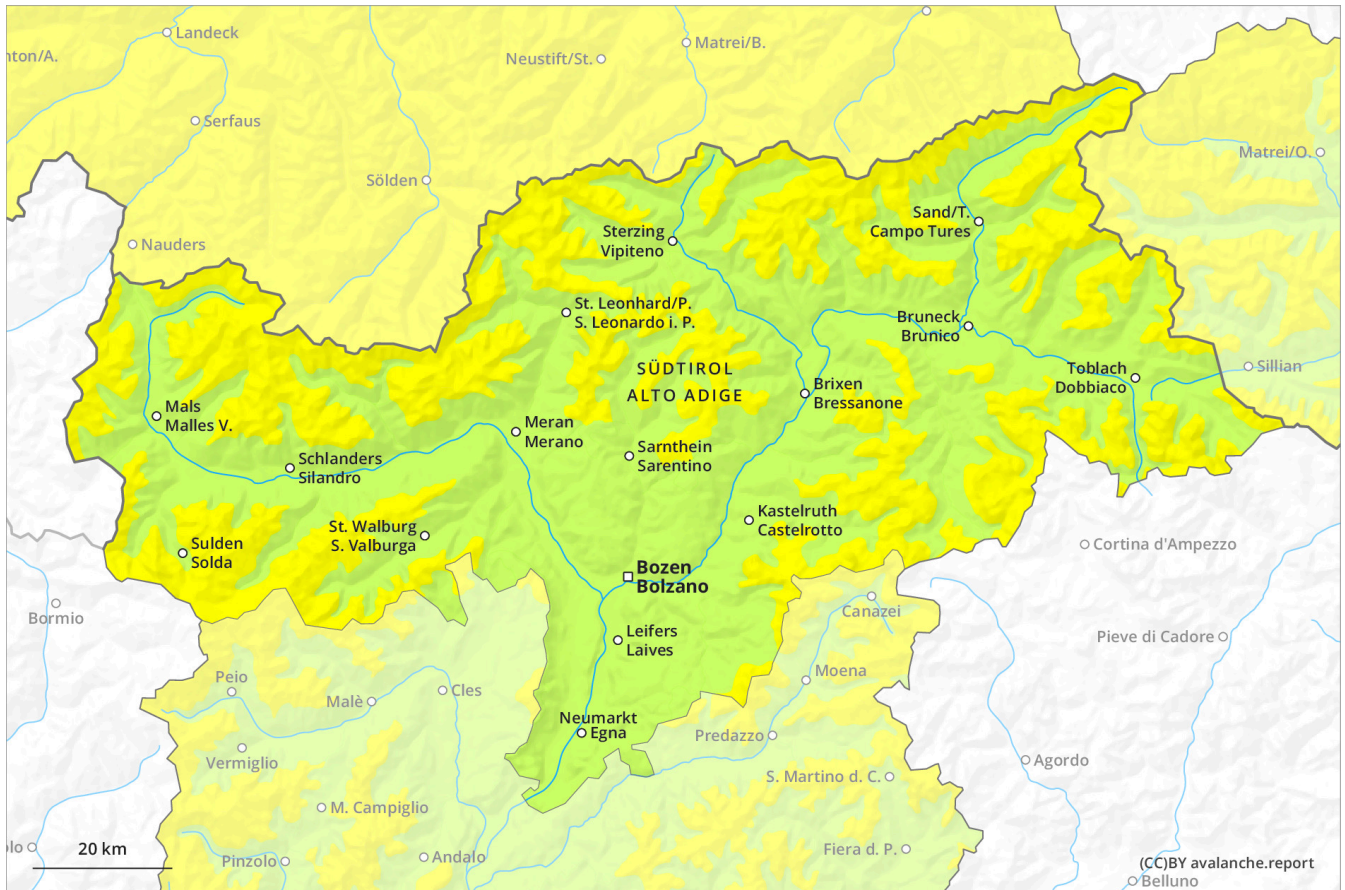 Landeck
Matrei/B.
nton/A.
Neustift/St.
Serfaus
Matrei/O.
Sölden
Sand/T.
Campo Tures
Sterzing
Vipiteno
Nauders
St. Leonhard/P.
S. Leonardo i. P.
Bruneck
Brunico
SÜDTIROL
ALTO ADIGE
Toblach
Dobbiaco
Sillian
Brixen
Bressanone
Mals
Malles V.
Meran
Merano
Sarnthein
Sarentino
Schlanders
Silandro
Kastelruth
Castelrotto
St. Walburg
S. Valburga
Sulden
Solda
Cortina d'Ampezzo
Bozen
Bolzano
Bormio
Canazei
Leifers
Laives
Pieve di Cadore
Peio
Moena
Malè
Cles
Neumarkt
Egna
Predazzo
Vermiglio
Agordo
S. Martino d. C.
M. Campiglio
20 km
olo
Pinzolo
Andalo
Fiera d. P.
(CC)BY avalanche.report
Belluno